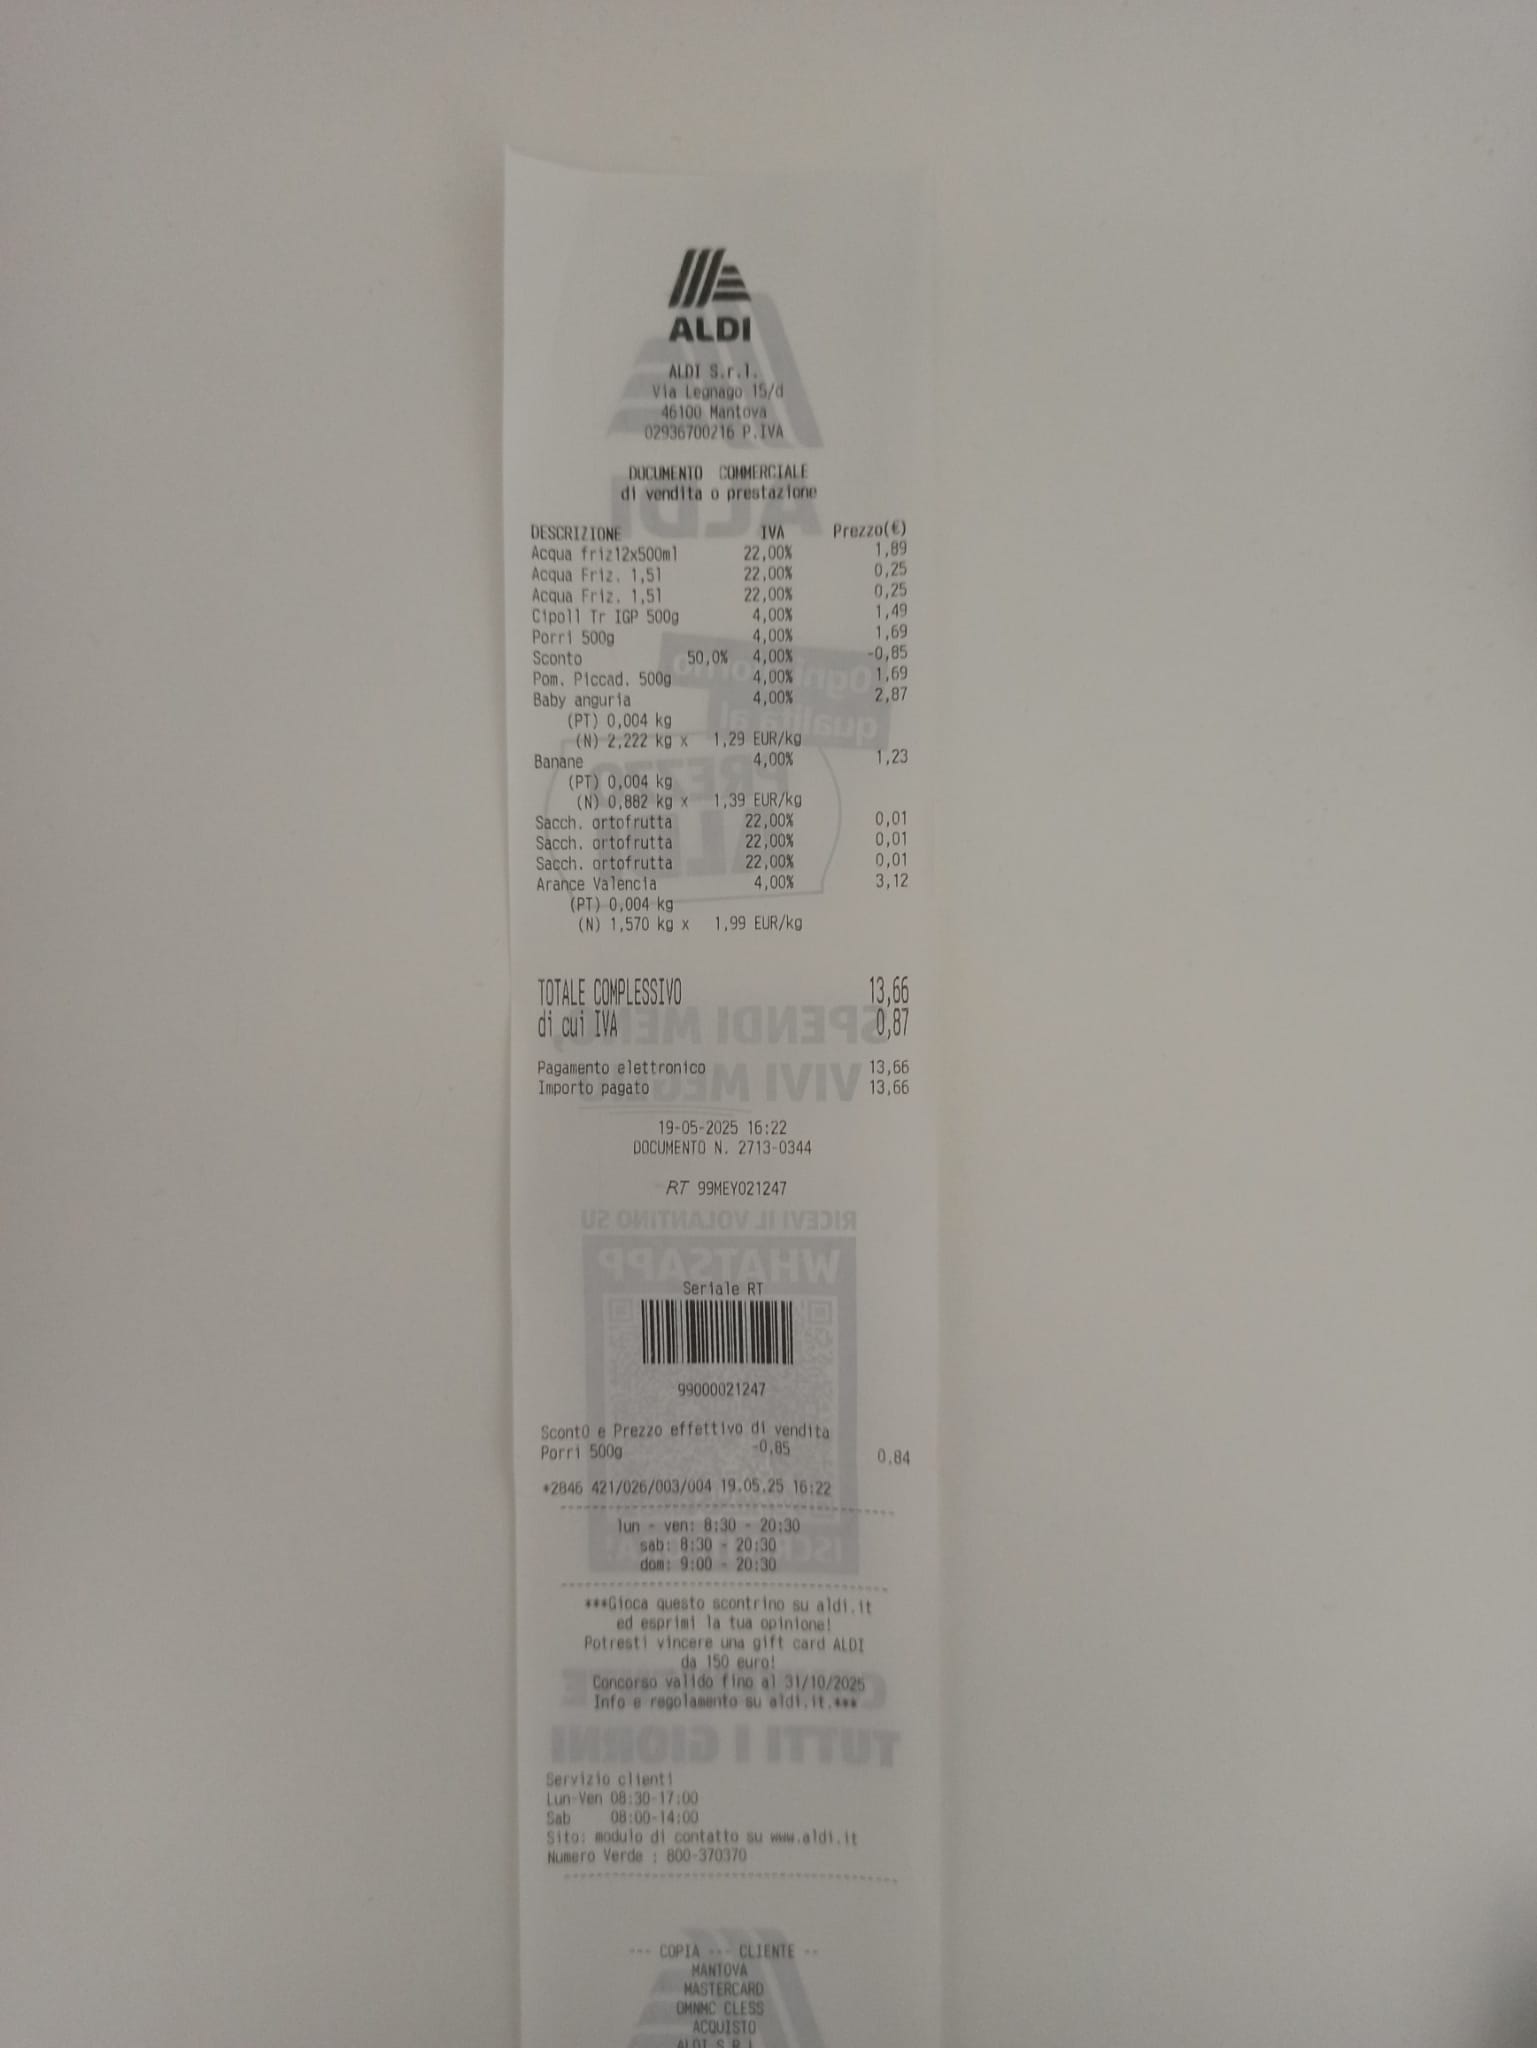 ALDI
ALDI S.r.l.
Via Legnago 15/d
46100 Mantova
02936700216 P.IVA
DOCUMENTO COMMERCIALE
di vendita o prestazione
DESCRIZIONE IVA Prezzo(€)
Acqua friz12x500ml 22,00% 1,89
Acqua Friz. 1,5l 22,00% 0,25
Acqua Friz. 1,5l 22,00% 0,25
Cipoll Tr IGP 500g 4,00% 1,49
Porri 500g 4,00% 1,69
Sconto 50,0% 4,00% -0,85
Pom. Piccad. 500g 4,00% 1,69
Baby anguria 4,00% 2,87
(PT) 0,004 kg
(N) 2,222 kg x 1,29 EUR/kg
Banane 4,00% 1,23
(PT) 0,004 kg
(N) 0,882 kg x 1,39 EUR/kg
Sacch. ortofrutta 22,00% 0,01
Sacch. ortofrutta 22,00% 0,01
Sacch. ortofrutta 22,00% 0,01
Arance Valencia 4,00% 3,12
(PT) 0,004 kg
(N) 1,570 kg x 1,99 EUR/kg
TOTALE COMPLESSIVO 13,66
di cui IVA 0,87
Pagamento elettronico 13,66
Importo pagato 13,66
19-05-2025 16:22
DOCUMENTO N. 2713-0344
RT 99MEY021247
Seriale RT
99000021247
Scont0 e Prezzo effettivo di vendita
Porri 500g -0,85 0.84
*2846 421/026/003/004 19.05.25 16:22
lun - ven: 8:30 - 20:30
sab: 8:30 - 20:30
dom: 9:00 - 20:30
***Gioca questo scontrino su aldi.it
ed esprimi la tua opinione!
Potresti vincere una gift card ALDI
da 150 euro!
Concorso valido fino al 31/10/2025
Info e regolamento su aldi.it.***
Servizio clienti
Lun-Ven 08:30-17:00
Sab 08:00-14:00
Sito: modulo di contatto su www.aldi.it
Numero Verde : 800-370370
--- COPIA --- CLIENTE --
MANTOVA
MASTERCARD
DMNMC CLESS
ACQUISTO
ALDI S.R.L